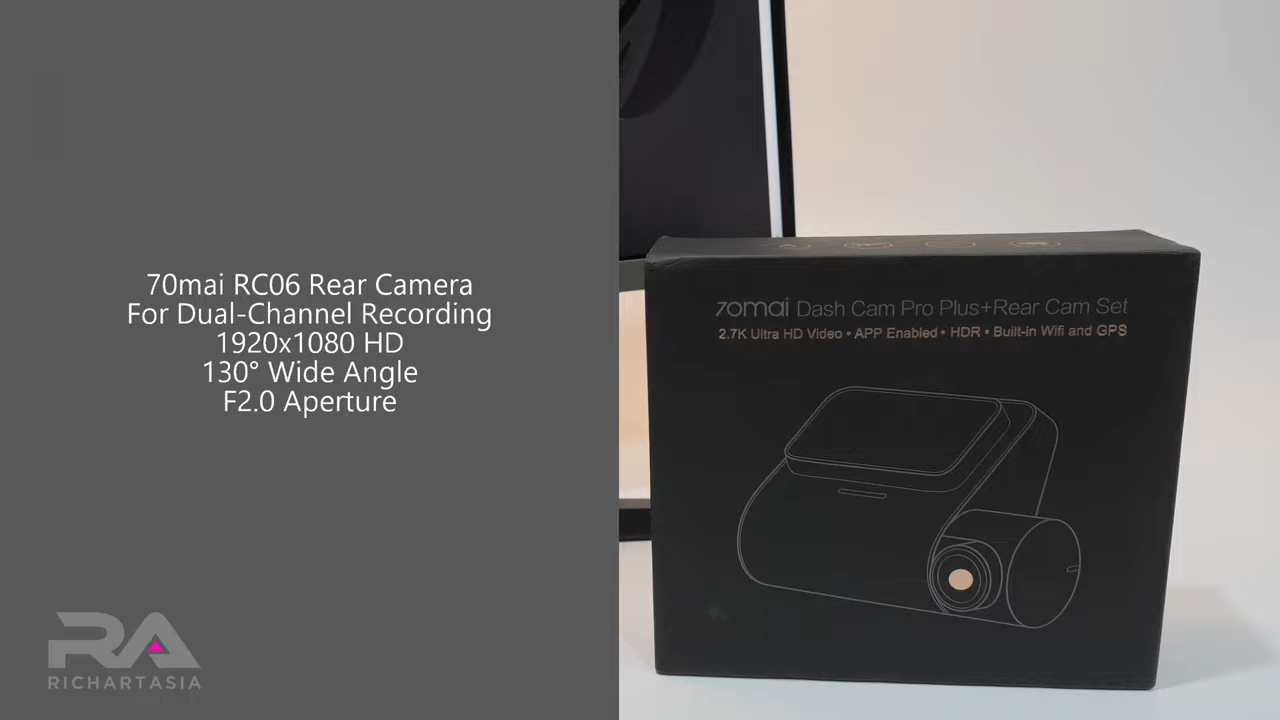 70mai RC06 Rear Camera
For Dual-Channel Recording
1920x1080 HD
130° Wide Angle
F2.0 Aperture
RA
RICHARTASIA
70mai Dash Cam Pro Plus+Rear Cam Set
2.7K Ultra HD Video • APP Enabled • HDR • Built-in Wifi and GPS